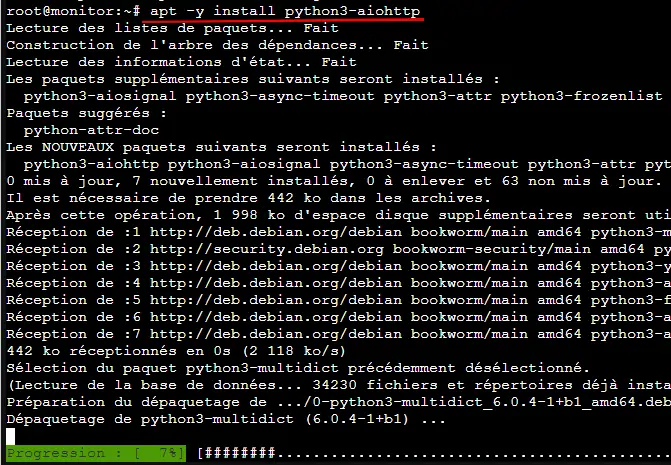 root@monitor:~# apt -y install python3-aiohttp
Lecture des listes de paquets... Fait
Construction de l'arbre des dépendances... Fait
Lecture des informations d'état... Fait
Les paquets supplémentaires suivants seront installés :
  python3-aiosignal python3-async-timeout python3-attr python3-frozenlist
Paquets suggérés :
  python-attr-doc
Les NOUVEAUX paquets suivants seront installés :
  python3-aiohttp python3-aiosignal python3-async-timeout python3-attr pyt
0 mis à jour, 7 nouvellement installés, 0 à enlever et 63 non mis à jour.
Il est nécessaire de prendre 442 ko dans les archives.
Après cette opération, 1 998 ko d'espace disque supplémentaires seront uti
Réception de :1 http://deb.debian.org/debian bookworm/main amd64 python3-m
Réception de :2 http://security.debian.org bookworm-security/main amd64 py
Réception de :3 http://deb.debian.org/debian bookworm/main amd64 python3-y
Réception de :4 http://deb.debian.org/debian bookworm/main amd64 python3-a
Réception de :5 http://deb.debian.org/debian bookworm/main amd64 python3-f
Réception de :6 http://deb.debian.org/debian bookworm/main amd64 python3-a
Réception de :7 http://deb.debian.org/debian bookworm/main amd64 python3-a
442 ko réceptionnés en 0s (2 118 ko/s)
Sélection du paquet python3-multidict précédemment désélectionné.
(Lecture de la base de données... 34230 fichiers et répertoires déjà insta
Préparation du dépaquetage de .../0-python3-multidict_6.0.4-1+b1_amd64.deb
Dépaquetage de python3-multidict (6.0.4-1+b1) ...
Progression : [  7%] [########..................................................